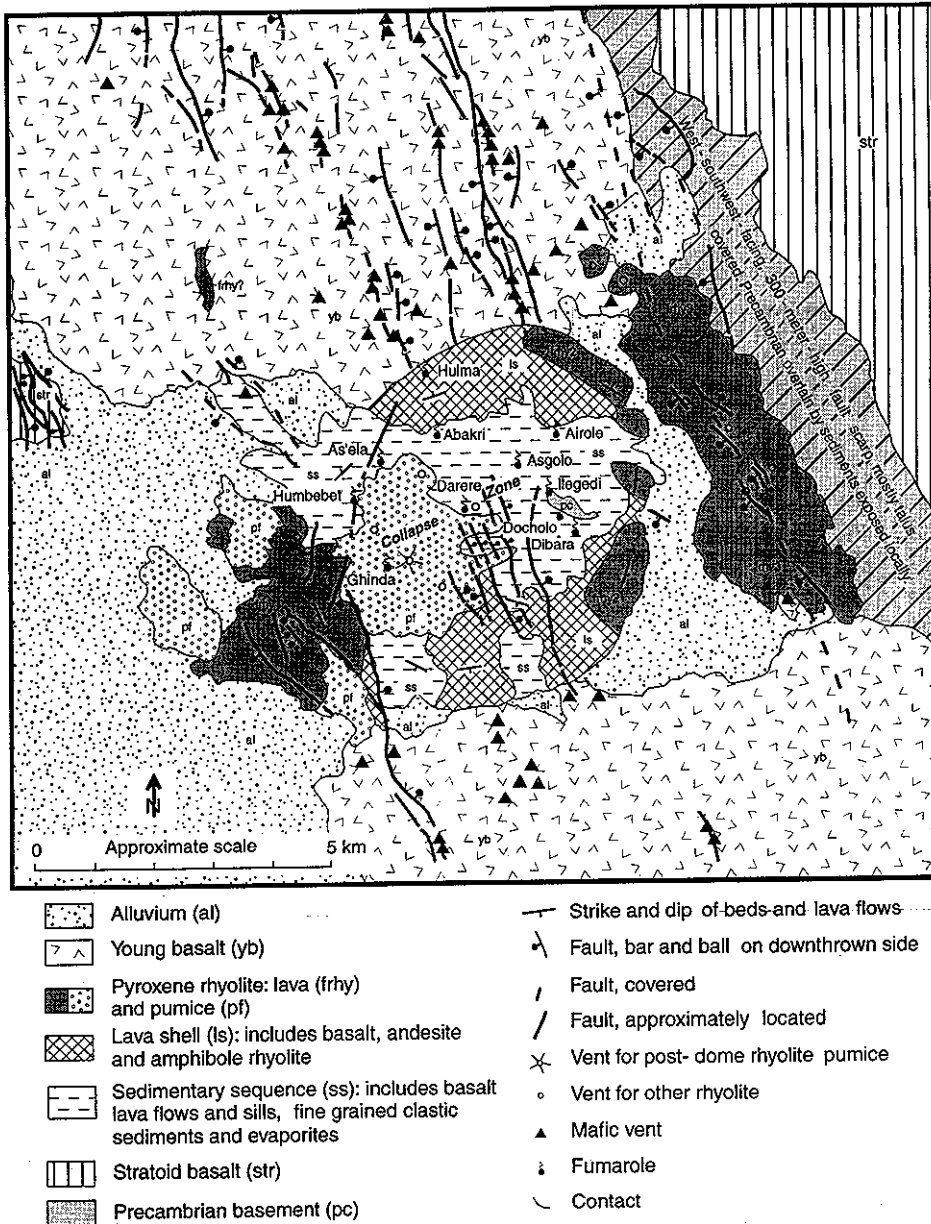 yb
yb
str
West - Southwest facing 300-meter-high fault scarp, mostly talus
covered Precambrian overlain by sediments exposed locally
al
frhy?
yb
al
ls
Hulma
al
str
Abakri
Airole
As'ela
ss
ss
Asgolo
al
Darere
Zone
Ilegedi
Humbebet
pc
Collapse
Docholo
pf
Dibara
Ghinda
pf
ls
al
pf
ss
ss
pf
al
al
al
yb
N
yb
0 Approximate scale 5 km
Alluvium (al)
Young basalt (yb)
Pyroxene rhyolite: lava (frhy)
and pumice (pf)
Lava shell (ls): includes basalt, andesite
and amphibole rhyolite
Sedimentary sequence (ss): includes basalt
lava flows and sills, fine grained clastic
sediments and evaporites
Stratoid basalt (str)
Precambrian basement (pc)
Strike and dip of beds and lava flows
Fault, bar and ball on downthrown side
Fault, covered
Fault, approximately located
Vent for post- dome rhyolite pumice
Vent for other rhyolite
Mafic vent
Fumarole
Contact